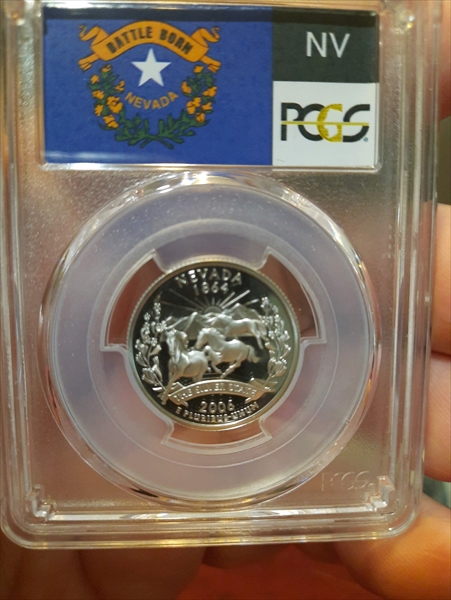 BATTLE BORN
NEVADA
NV
PCGS
NEVADA
1864
THE SILVER STATE
2006
E PLURIBUS UNUM
PCGS